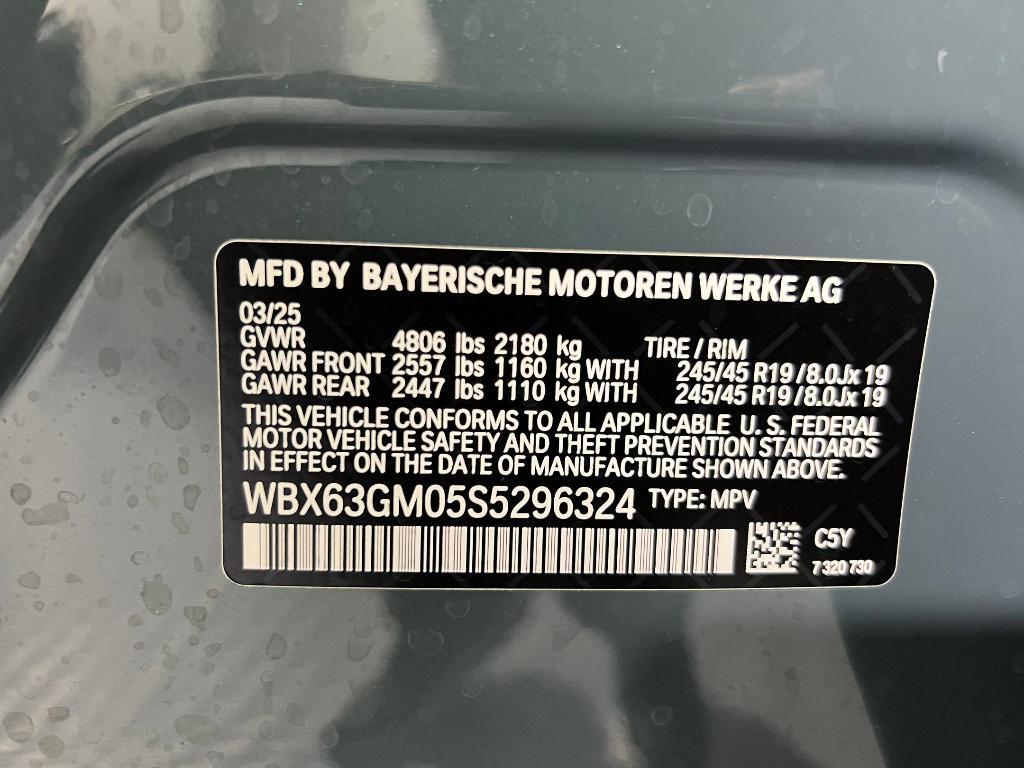 MFD BY BAYERISCHE MOTOREN WERKE AG
03/25
GVWR 4806 lbs 2180 kg TIRE / RIM
GAWR FRONT 2557 lbs 1160 kg WITH 245/45 R19 / 8.0Jx19
GAWR REAR 2447 lbs 1110 kg WITH 245/45 R19 / 8.0Jx19
THIS VEHICLE CONFORMS TO ALL APPLICABLE U. S. FEDERAL
MOTOR VEHICLE SAFETY AND THEFT PREVENTION STANDARDS
IN EFFECT ON THE DATE OF MANUFACTURE SHOWN ABOVE.
WBX63GM05S5296324 TYPE: MPV
C5Y
7 320 730